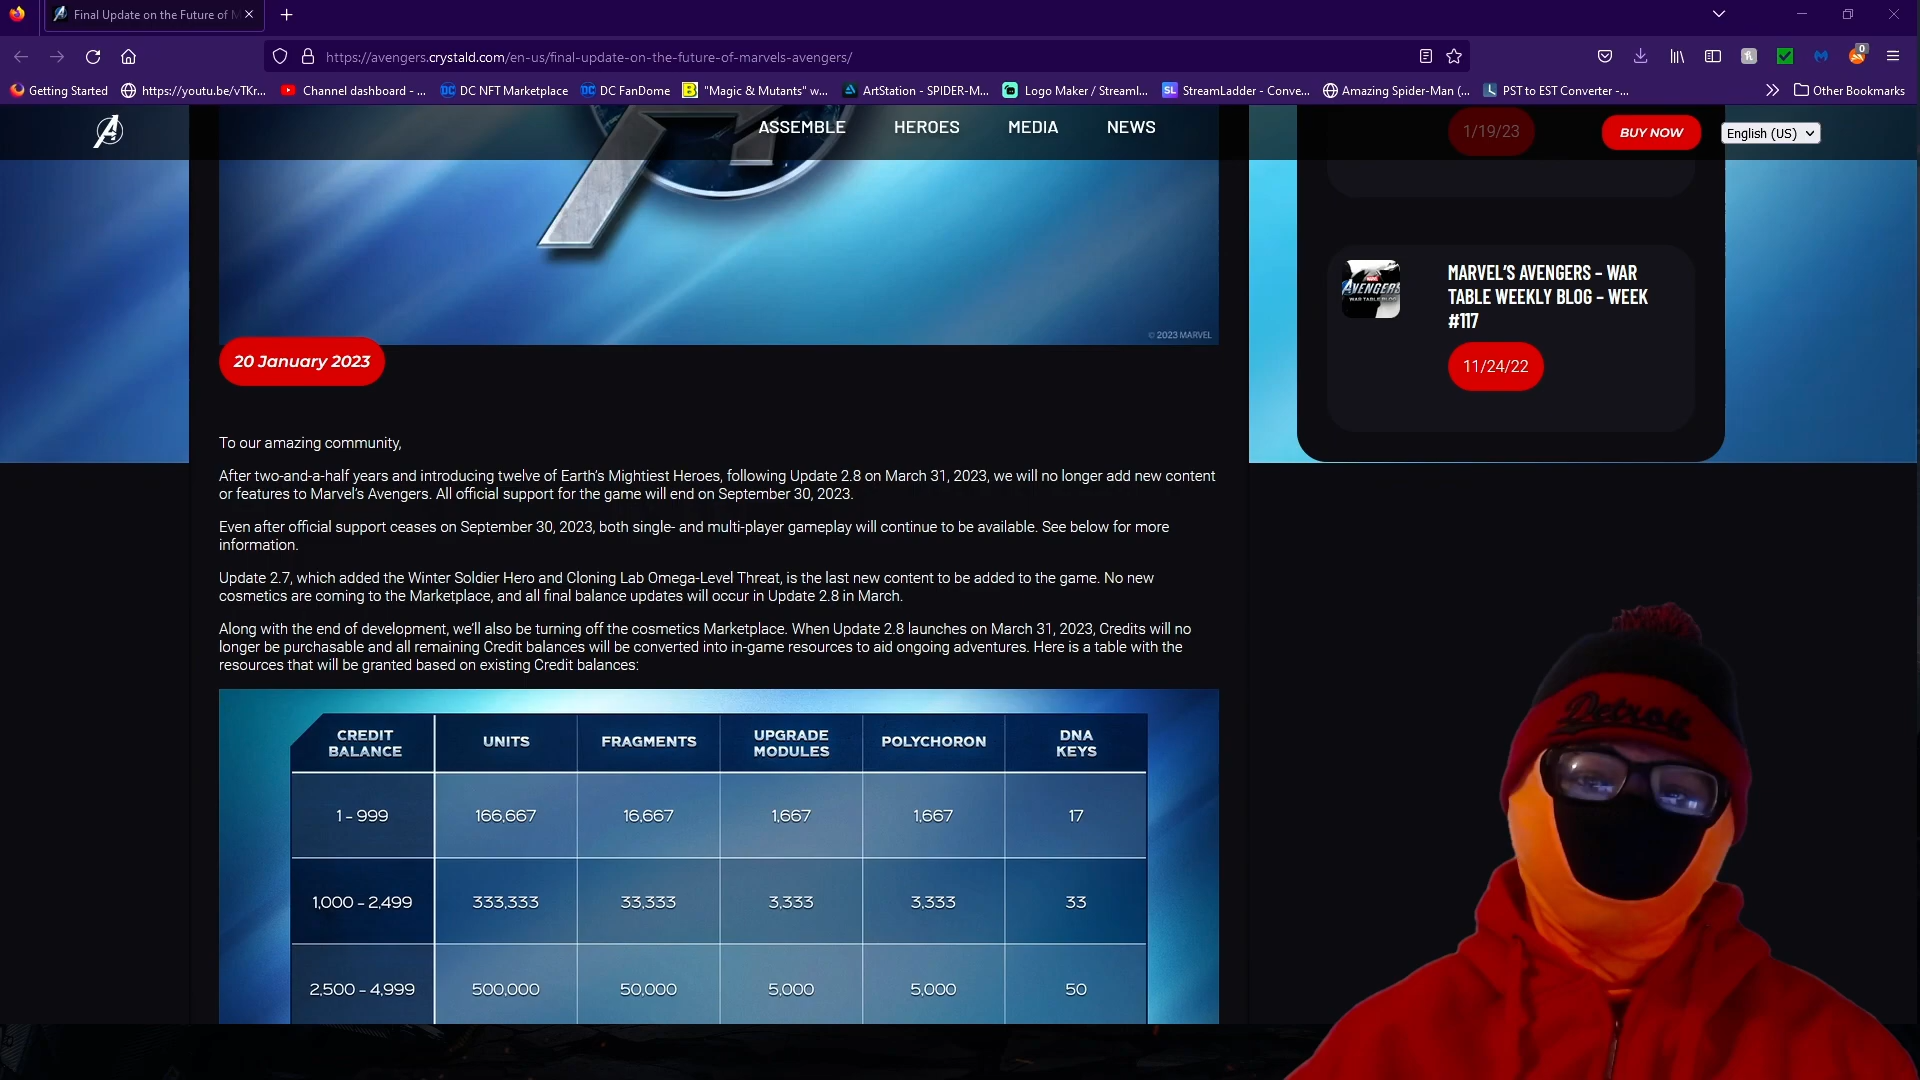 Final Update on the Future of M
https://avengers.crystald.com/en-us/final-update-on-the-future-of-marvels-avengers/
0
Getting Started
https://youtu.be/vTKr...
Channel dashboard - ...
DC NFT Marketplace
DC FanDome
"Magic & Mutants" w...
ArtStation - SPIDER-M...
Logo Maker / Streaml...
StreamLadder - Conve...
Amazing Spider-Man (...
PST to EST Converter -...
Other Bookmarks
ASSEMBLE
HEROES
MEDIA
NEWS
1/19/23
BUY NOW
English (US)
MARVEL'S AVENGERS – WAR
TABLE WEEKLY BLOG – WEEK
#117
11/24/22
© 2023 MARVEL
20 January 2023
To our amazing community,
After two-and-a-half years and introducing twelve of Earth's Mightiest Heroes, following Update 2.8 on March 31, 2023, we will no longer add new content
or features to Marvel's Avengers. All official support for the game will end on September 30, 2023.
Even after official support ceases on September 30, 2023, both single- and multi-player gameplay will continue to be available. See below for more
information.
Update 2.7, which added the Winter Soldier Hero and Cloning Lab Omega-Level Threat, is the last new content to be added to the game. No new
cosmetics are coming to the Marketplace, and all final balance updates will occur in Update 2.8 in March.
Along with the end of development, we'll also be turning off the cosmetics Marketplace. When Update 2.8 launches on March 31, 2023, Credits will no
longer be purchasable and all remaining Credit balances will be converted into in-game resources to aid ongoing adventures. Here is a table with the
resources that will be granted based on existing Credit balances:
CREDIT BALANCE UNITS FRAGMENTS UPGRADE MODULES POLYCHORON DNA KEYS
1 – 999 166,667 16,667 1,667 1,667 17
1,000 – 2,499 333,333 33,333 3,333 3,333 33
2,500 – 4,999 500,000 50,000 5,000 5,000 50
Detroit